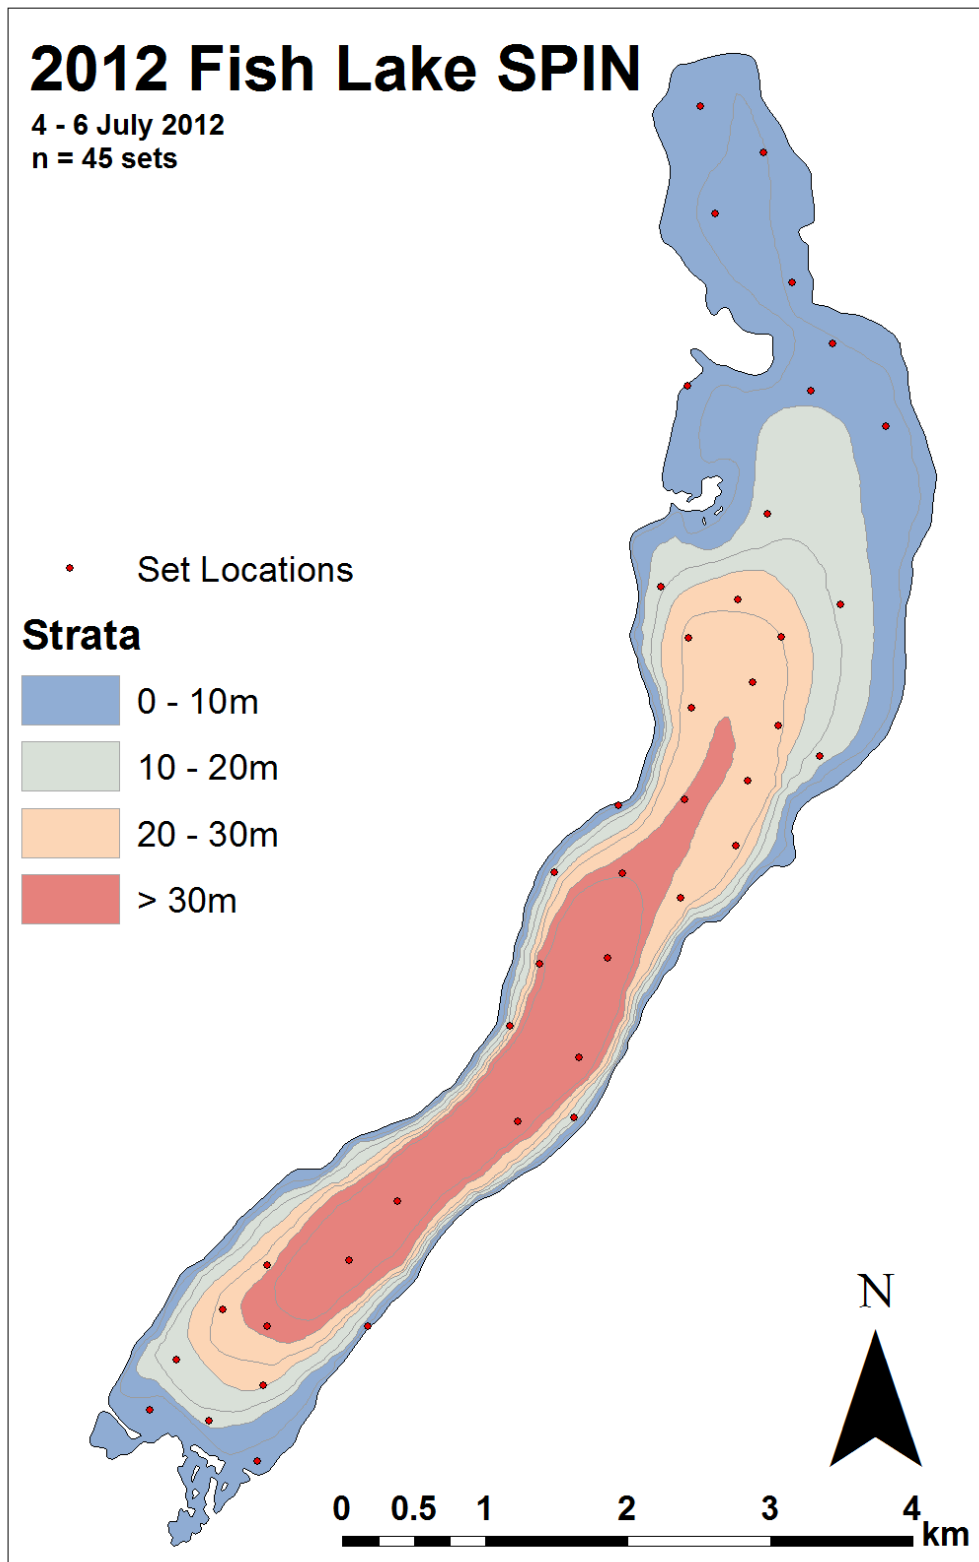 2012 Fish Lake SPIN
4 - 6 July 2012
n = 45 sets
Set Locations
Strata
0 - 10m
10 - 20m
20 - 30m
> 30m
N
0 0.5 1 2 3 4
km